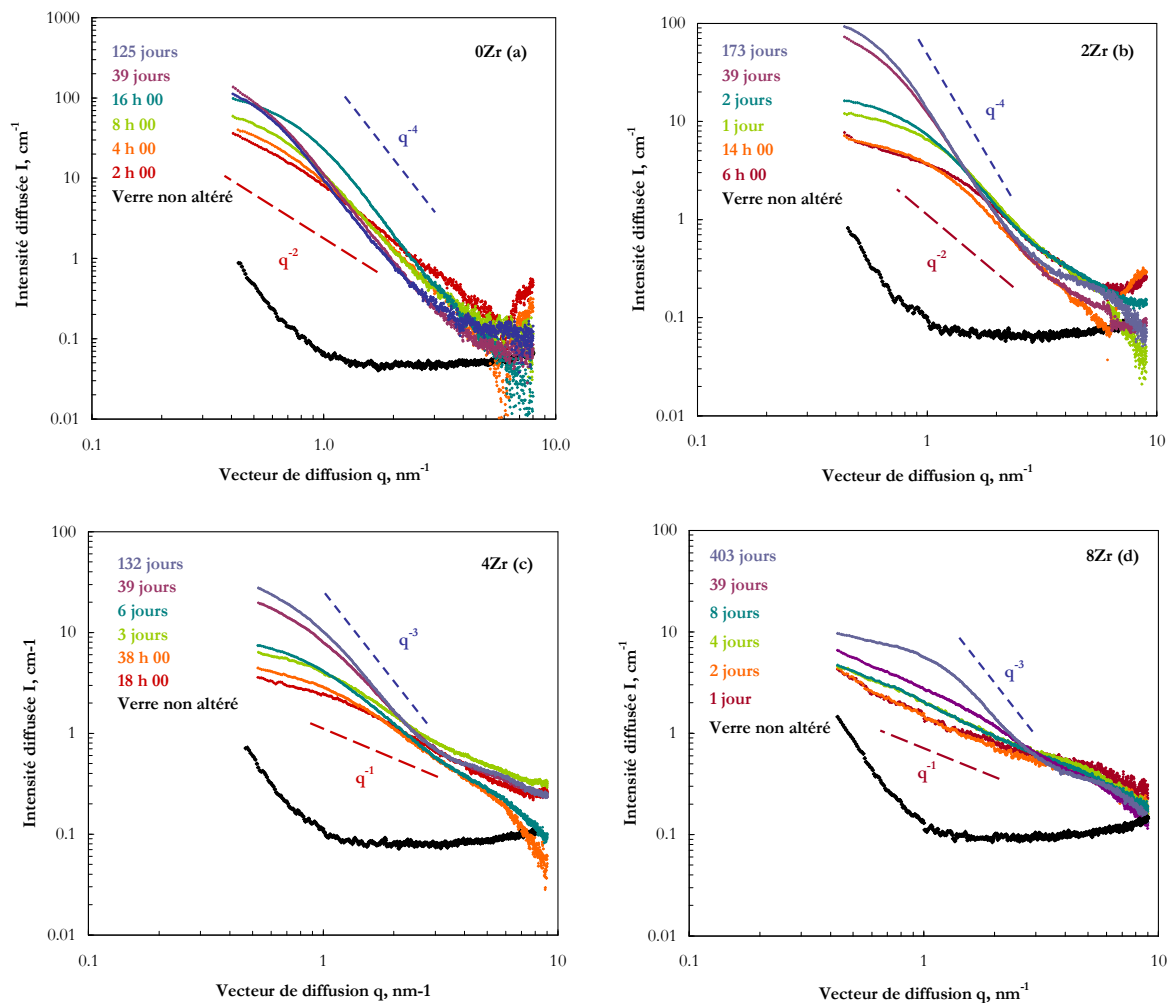 0Zr (a)
1000
100
10
1
0.1
0.01
0.1
1.0
10.0
Intensité diffusée I, cm-1
Vecteur de diffusion q, nm-1
125 jours
39 jours
16 h 00
8 h 00
4 h 00
2 h 00
Verre non altéré
q-4
q-2
2Zr (b)
100
10
1
0.1
0.01
0.1
1
10
Intensité diffusée I, cm-1
Vecteur de diffusion q, nm-1
173 jours
39 jours
2 jours
1 jour
14 h 00
6 h 00
Verre non altéré
q-4
q-2
4Zr (c)
100
10
1
0.1
0.01
0.1
1
10
Intensité diffusée I, cm-1
Vecteur de diffusion q, nm-1
132 jours
39 jours
6 jours
3 jours
38 h 00
18 h 00
Verre non altéré
q-3
q-1
8Zr (d)
100
10
1
0.1
0.01
0.1
1
10
Intensité diffusée I, cm-1
Vecteur de diffusion q, nm-1
403 jours
39 jours
8 jours
4 jours
2 jours
1 jour
Verre non altéré
q-3
q-1